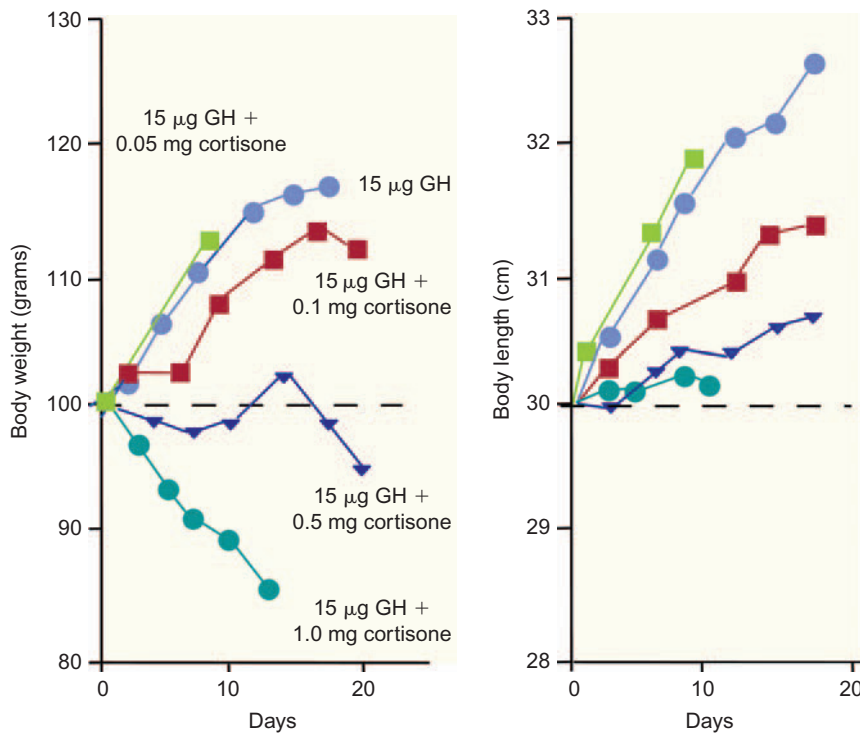 130
120
110
100
90
80
Body weight (grams)
15 μg GH +
0.05 mg cortisone
15 μg GH
15 μg GH +
0.1 mg cortisone
15 μg GH +
0.5 mg cortisone
15 μg GH +
1.0 mg cortisone
0
10
20
Days
33
32
31
30
29
28
Body length (cm)
0
10
20
Days